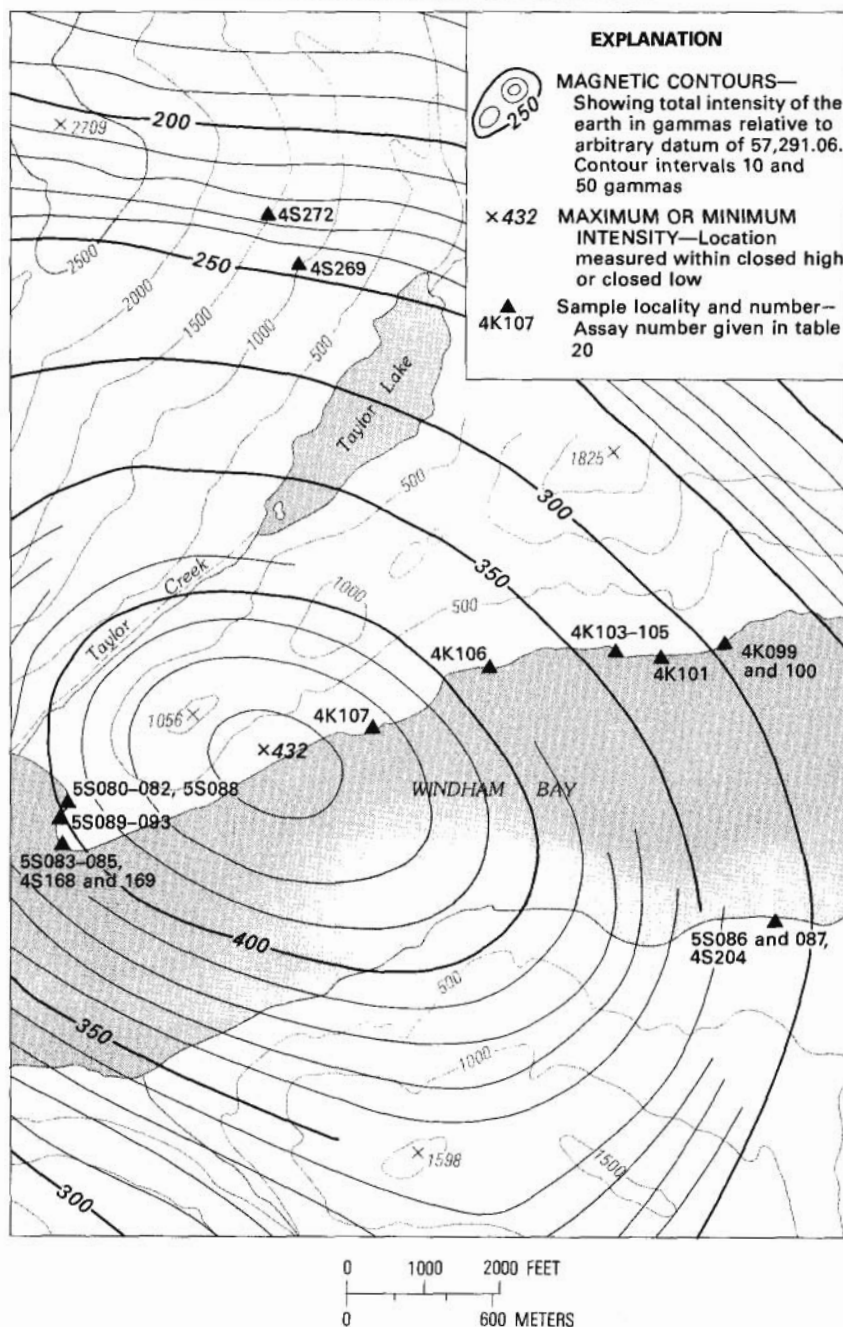 EXPLANATION
250
MAGNETIC CONTOURS—
Showing total intensity of the
earth in gammas relative to
arbitrary datum of 57,291.06.
Contour intervals 10 and
50 gammas
×432
MAXIMUM OR MINIMUM
INTENSITY—Location
measured within closed high
or closed low
4K107
Sample locality and number—
Assay number given in table
20
200
×2709
4S272
4S269
250
2500
2000
1500
1000
500
Taylor Lake
1825×
500
300
350
Taylor Creek
1000
500
4K103–105
4K106
4K101
4K099
and 100
4K107
1056×
×432
WINDHAM BAY
5S080–082, 5S088
5S089–093
5S083–085,
4S168 and 169
400
5S086 and 087,
4S204
500
350
1000
×1598
1500
300
0 1000 2000 FEET
0 600 METERS